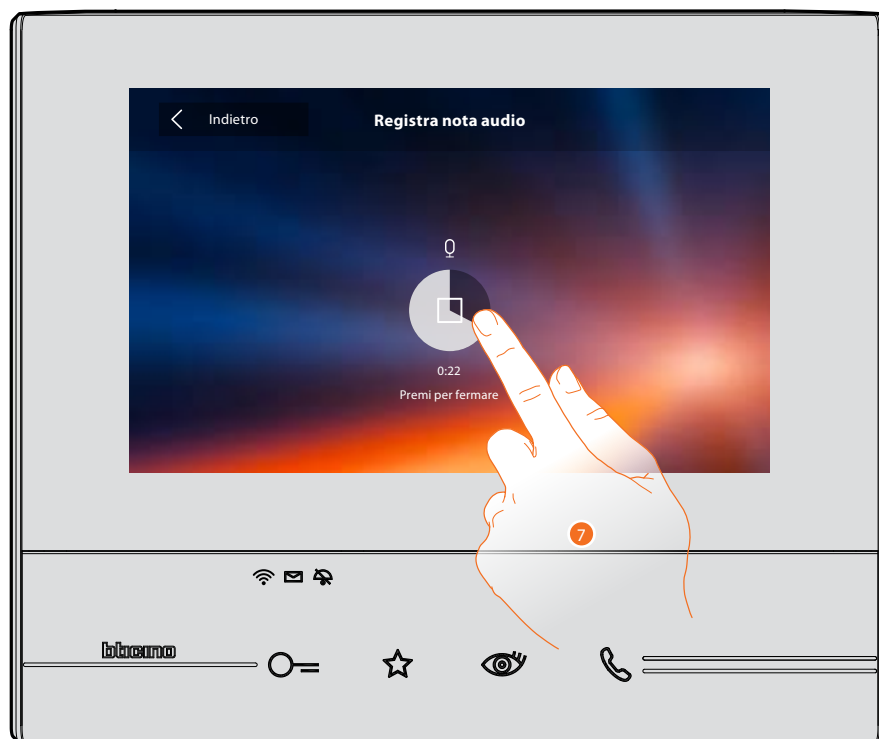 Indietro
Registra nota audio
0:22
Premi per fermare
7
bticino